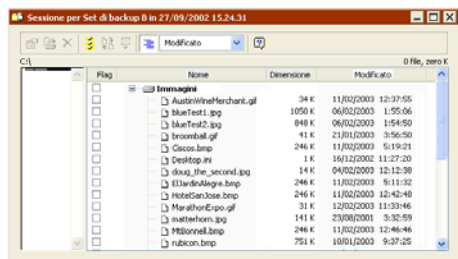 Sessione per Set di backup B in 27/09/2002 15.24.31
Modificato
C:\ 0 file, zero K
Flag Nome Dimensione Modificato
Immagini
AustinWineMerchant.gif 34 K 11/02/2003 12:37:55
blueTest1.jpg 1050 K 06/02/2003 1:55:06
blueTest2.jpg 848 K 06/02/2003 1:54:50
broomball.gif 41 K 21/01/2003 3:56:50
Ciscos.bmp 246 K 11/02/2003 5:19:21
Desktop.ini 1 K 16/12/2002 11:27:20
doug_the_second.jpg 14 K 04/02/2003 12:12:38
ElJardinAlegre.bmp 246 K 11/02/2003 5:11:32
HotelSanJose.bmp 246 K 11/02/2003 12:42:40
MarathonExpo.gif 31 K 12/02/2003 11:33:46
matterhorn.jpg 141 K 23/08/2001 3:32:59
MtBonnell.bmp 246 K 11/02/2003 12:46:46
rubicon.bmp 751 K 10/01/2003 9:37:25